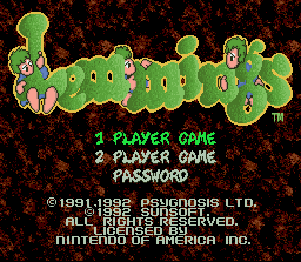 Lemmings
TM
1 PLAYER GAME
2 PLAYER GAME
PASSWORD
©1991,1992 PSYGNOSIS LTD,
©1992 SUNSOFT.
ALL RIGHTS RESERVED.
LICENSED BY
NINTENDO OF AMERICA INC.